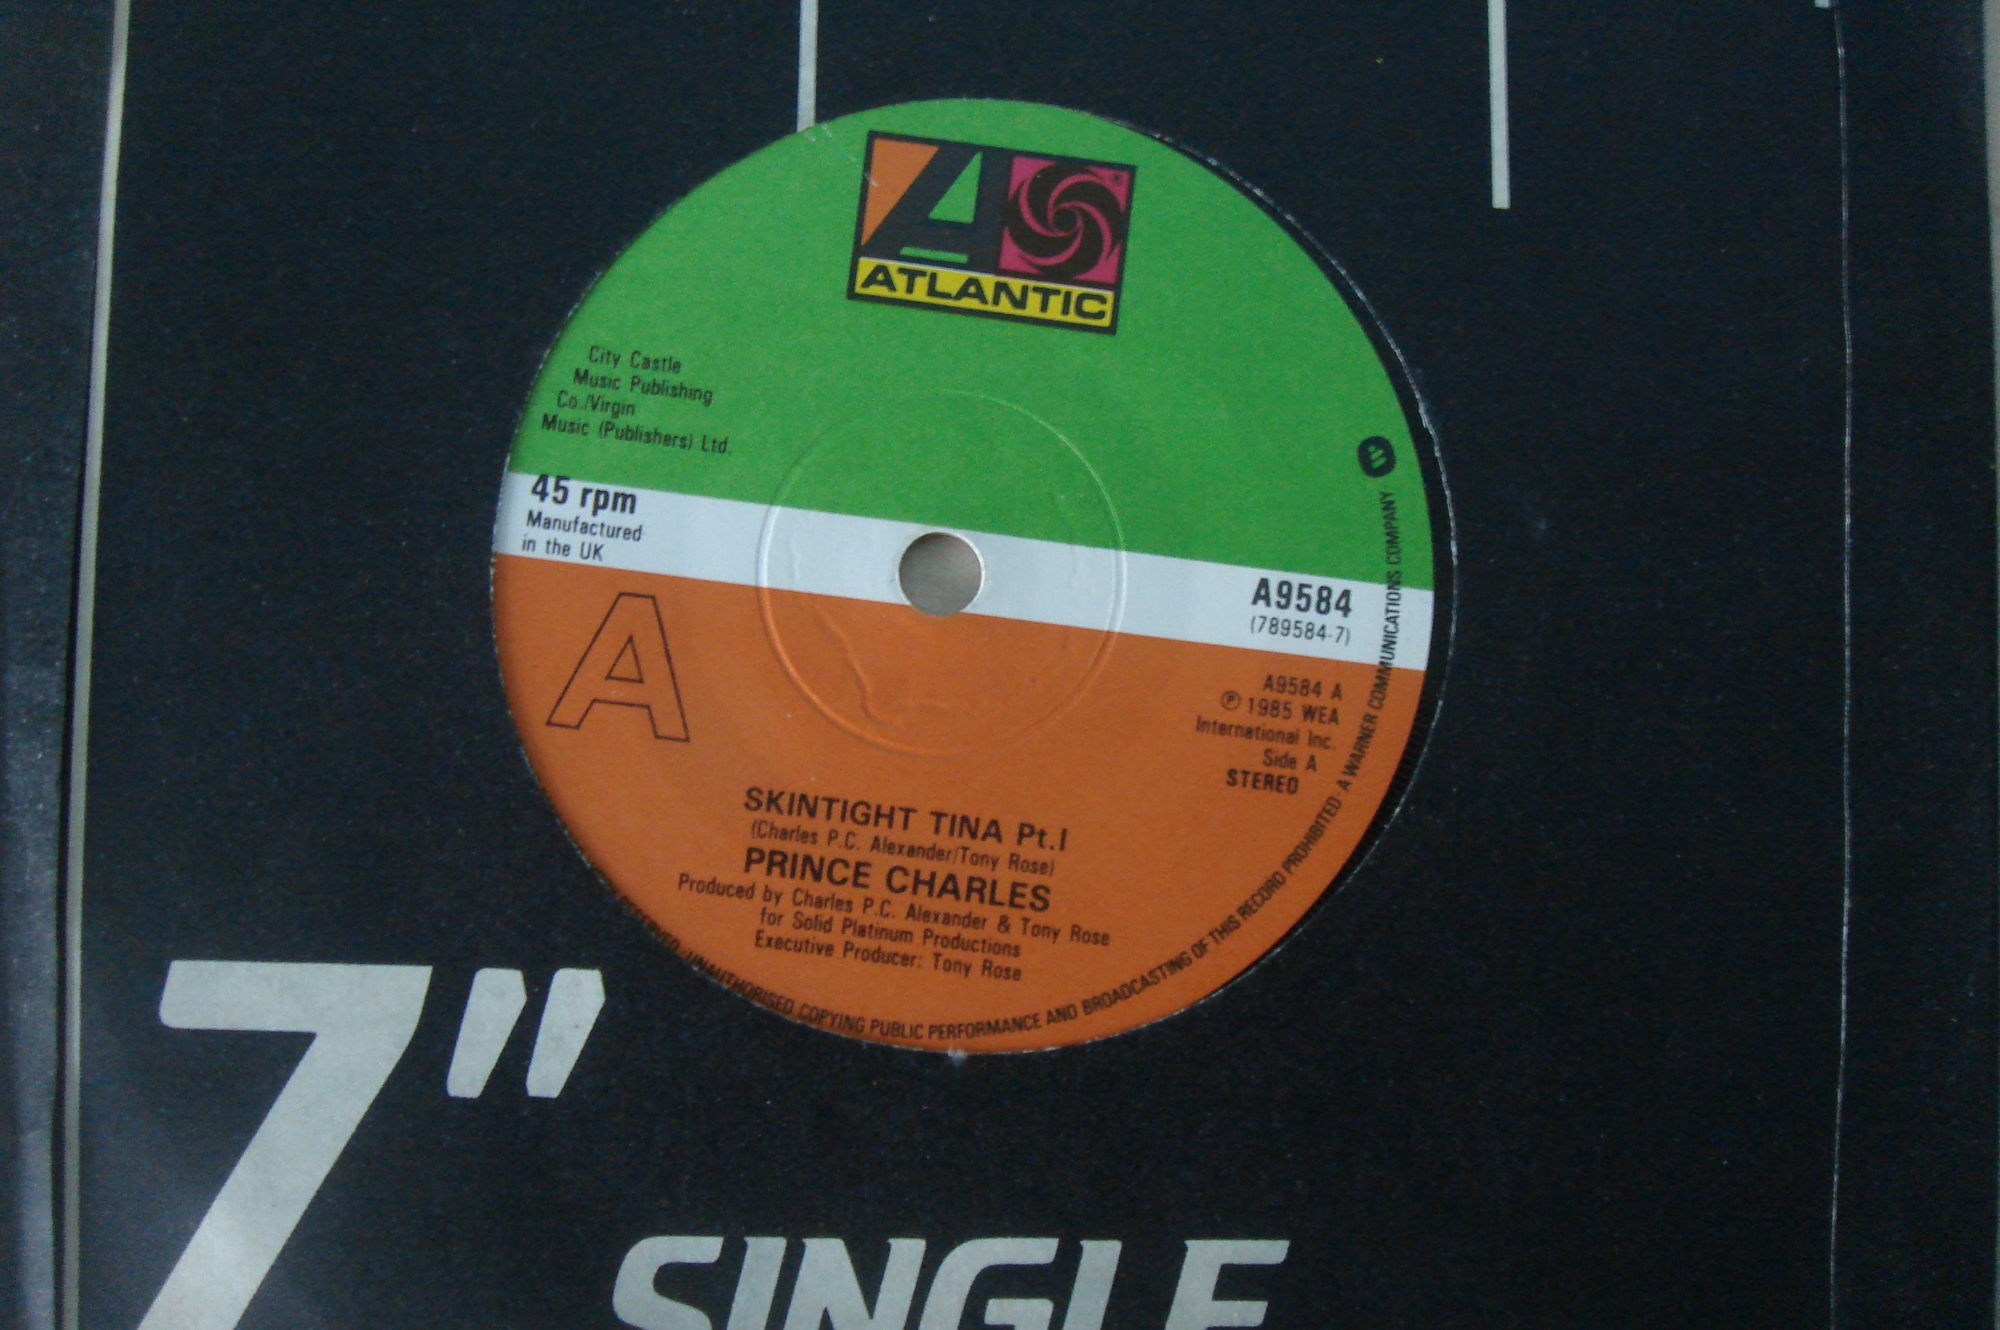 ATLANTIC
City Castle
Music Publishing
Co./Virgin
Music (Publishers) Ltd.
45 rpm
Manufactured
in the UK
A
A9584
(789584-7)
A9584 A
℗ 1985 WEA
International Inc.
Side A
STEREO
SKINTIGHT TINA Pt.I
(Charles P.C. Alexander/Tony Rose)
PRINCE CHARLES
Produced by Charles P.C. Alexander & Tony Rose
for Solid Platinum Productions
Executive Producer: Tony Rose
UNAUTHORISED COPYING PUBLIC PERFORMANCE AND BROADCASTING OF THIS RECORD PROHIBITED · A WARNER COMMUNICATIONS COMPANY
7"
SINGLE